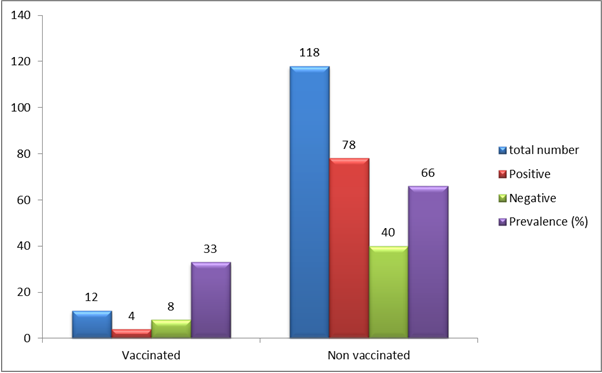 140
120
100
80
60
40
20
0
12
4
8
33
118
78
40
66
Vaccinated
Non vaccinated
total number
Positive
Negative
Prevalence (%)